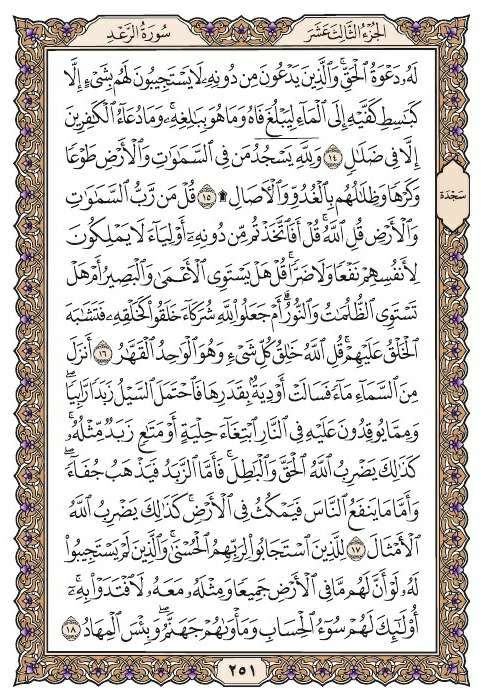 الجزء الثالث عشر
سورة الرعد
لَهُۥ دَعْوَةُ ٱلْحَقِّ ۖ وَٱلَّذِينَ يَدْعُونَ مِن دُونِهِۦ لَا يَسْتَجِيبُونَ لَهُم بِشَىْءٍ إِلَّا
كَبَـٰسِطِ كَفَّيْهِ إِلَى ٱلْمَآءِ لِيَبْلُغَ فَاهُ وَمَا هُوَ بِبَـٰلِغِهِۦ ۚ وَمَا دُعَآءُ ٱلْكَـٰفِرِينَ
إِلَّا فِى ضَلَـٰلٍ ١٤ وَلِلَّهِ يَسْجُدُ مَن فِى ٱلسَّمَـٰوَٰتِ وَٱلْأَرْضِ طَوْعًا
وَكَرْهًا وَظِلَـٰلُهُم بِٱلْغُدُوِّ وَٱلْـَٔاصَالِ ۩ ١٥ قُلْ مَن رَّبُّ ٱلسَّمَـٰوَٰتِ
سجدة
وَٱلْأَرْضِ قُلِ ٱللَّهُ ۚ قُلْ أَفَٱتَّخَذْتُم مِّن دُونِهِۦٓ أَوْلِيَآءَ لَا يَمْلِكُونَ
لِأَنفُسِهِمْ نَفْعًا وَلَا ضَرًّا ۚ قُلْ هَلْ يَسْتَوِى ٱلْأَعْمَىٰ وَٱلْبَصِيرُ أَمْ هَلْ
تَسْتَوِى ٱلظُّلُمَـٰتُ وَٱلنُّورُ ۗ أَمْ جَعَلُوا۟ لِلَّهِ شُرَكَآءَ خَلَقُوا۟ كَخَلْقِهِۦ فَتَشَـٰبَهَ
ٱلْخَلْقُ عَلَيْهِمْ ۚ قُلِ ٱللَّهُ خَـٰلِقُ كُلِّ شَىْءٍ وَهُوَ ٱلْوَٰحِدُ ٱلْقَهَّـٰرُ ١٦ أَنزَلَ
مِنَ ٱلسَّمَآءِ مَآءً فَسَالَتْ أَوْدِيَةٌۢ بِقَدَرِهَا فَٱحْتَمَلَ ٱلسَّيْلُ زَبَدًا رَّابِيًا ۚ
وَمِمَّا يُوقِدُونَ عَلَيْهِ فِى ٱلنَّارِ ٱبْتِغَآءَ حِلْيَةٍ أَوْ مَتَـٰعٍ زَبَدٌ مِّثْلُهُۥ ۚ
كَذَٰلِكَ يَضْرِبُ ٱللَّهُ ٱلْحَقَّ وَٱلْبَـٰطِلَ ۚ فَأَمَّا ٱلزَّبَدُ فَيَذْهَبُ جُفَآءً ۖ
وَأَمَّا مَا يَنفَعُ ٱلنَّاسَ فَيَمْكُثُ فِى ٱلْأَرْضِ ۚ كَذَٰلِكَ يَضْرِبُ ٱللَّهُ
ٱلْأَمْثَالَ ١٧ لِلَّذِينَ ٱسْتَجَابُوا۟ لِرَبِّهِمُ ٱلْحُسْنَىٰ ۚ وَٱلَّذِينَ لَمْ يَسْتَجِيبُوا۟
لَهُۥ لَوْ أَنَّ لَهُم مَّا فِى ٱلْأَرْضِ جَمِيعًا وَمِثْلَهُۥ مَعَهُۥ لَٱفْتَدَوْا۟ بِهِۦٓ ۚ
أُو۟لَـٰٓئِكَ لَهُمْ سُوٓءُ ٱلْحِسَابِ وَمَأْوَىٰهُمْ جَهَنَّمُ ۖ وَبِئْسَ ٱلْمِهَادُ ١٨
٢٥١